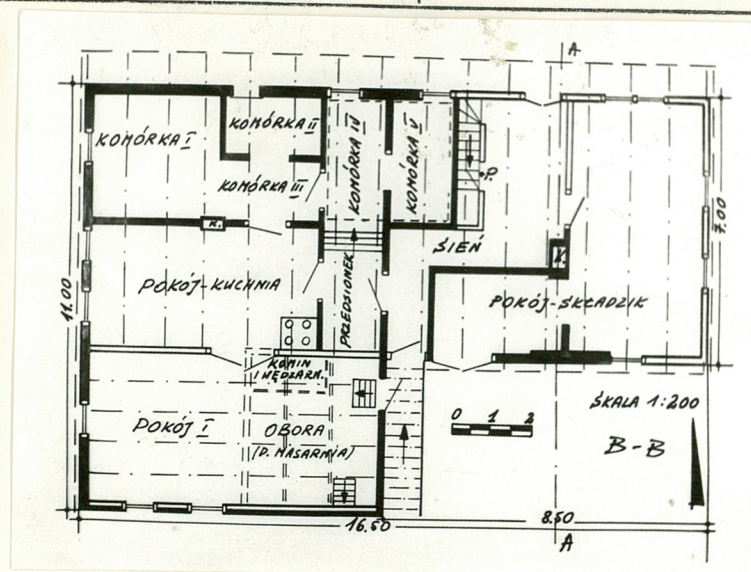 A
KOMÓRKA I
KOMÓRKA II
KOMÓRKA III
KOMÓRKA IV
KOMÓRKA V
P.
K.
SIEŃ
K.
7.00
11.00
POKÓJ-KUCHNIA
PRZEDSIONEK
POKÓJ-SKŁADZIK
KOMIN
I WĘDZARN.
POKÓJ I
OBORA
(D. MASARNIA)
0 1 2
SKALA 1:200
B-B
16.50
8.50
A